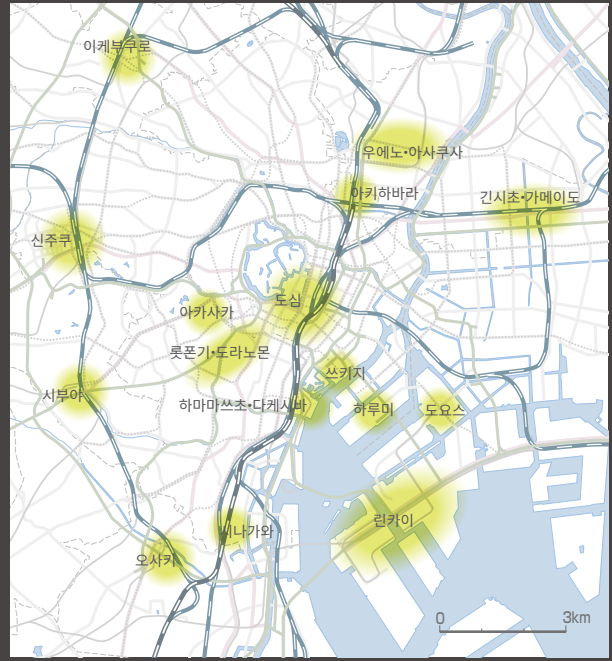 이케부쿠로
우에노•아사쿠사
아키하바라
긴시초•가메이도
신주쿠
도심
아카사카
롯폰기•도라노몬
쓰키지
시부야
하마마쓰초•다케시바
하루미
도요스
린카이
시나가와
오사키
0 3km